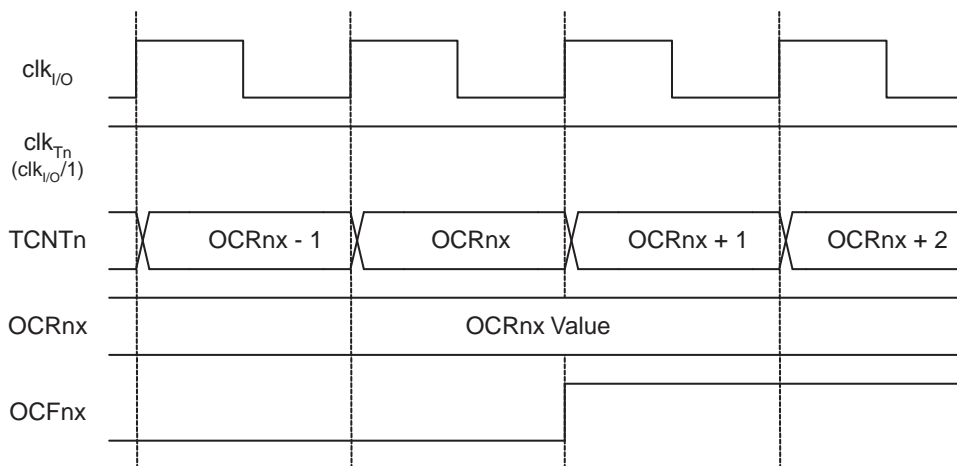 clkI/O
clkTn
(clkI/O/1)
TCNTn OCRnx - 1 OCRnx OCRnx + 1 OCRnx + 2
OCRnx OCRnx Value
OCFnx